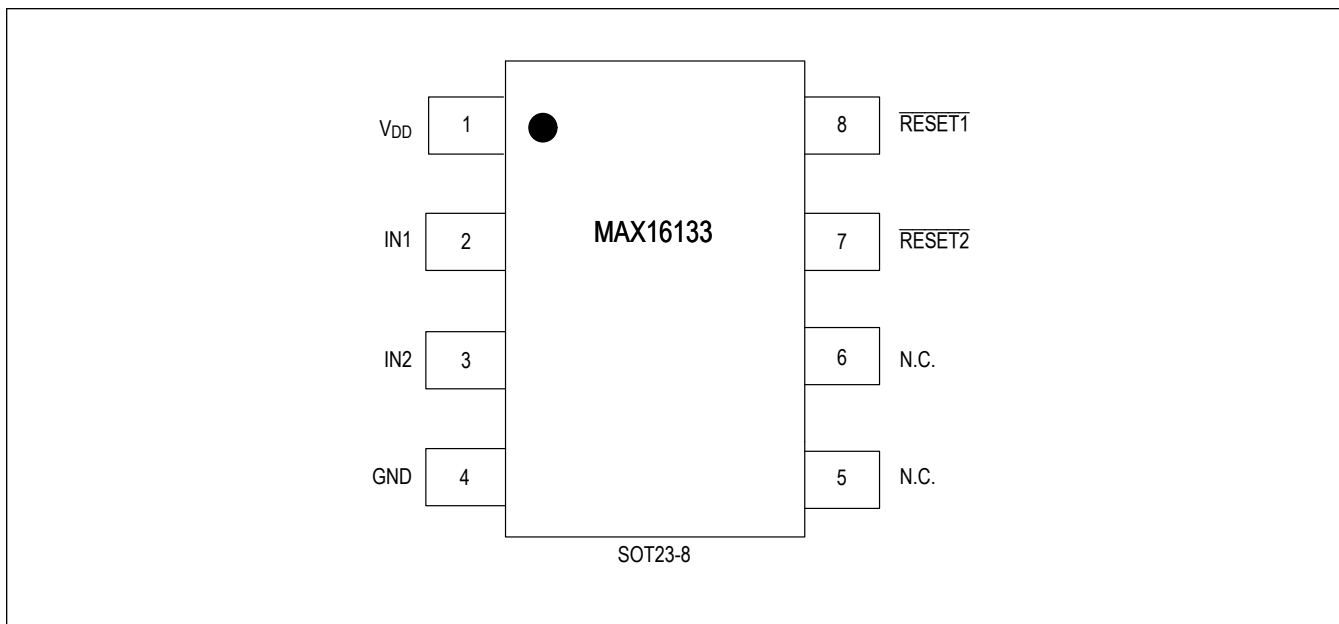 VDD 1 8 RESET1
MAX16133
IN1 2 7 RESET2
IN2 3 6 N.C.
GND 4 5 N.C.
SOT23-8